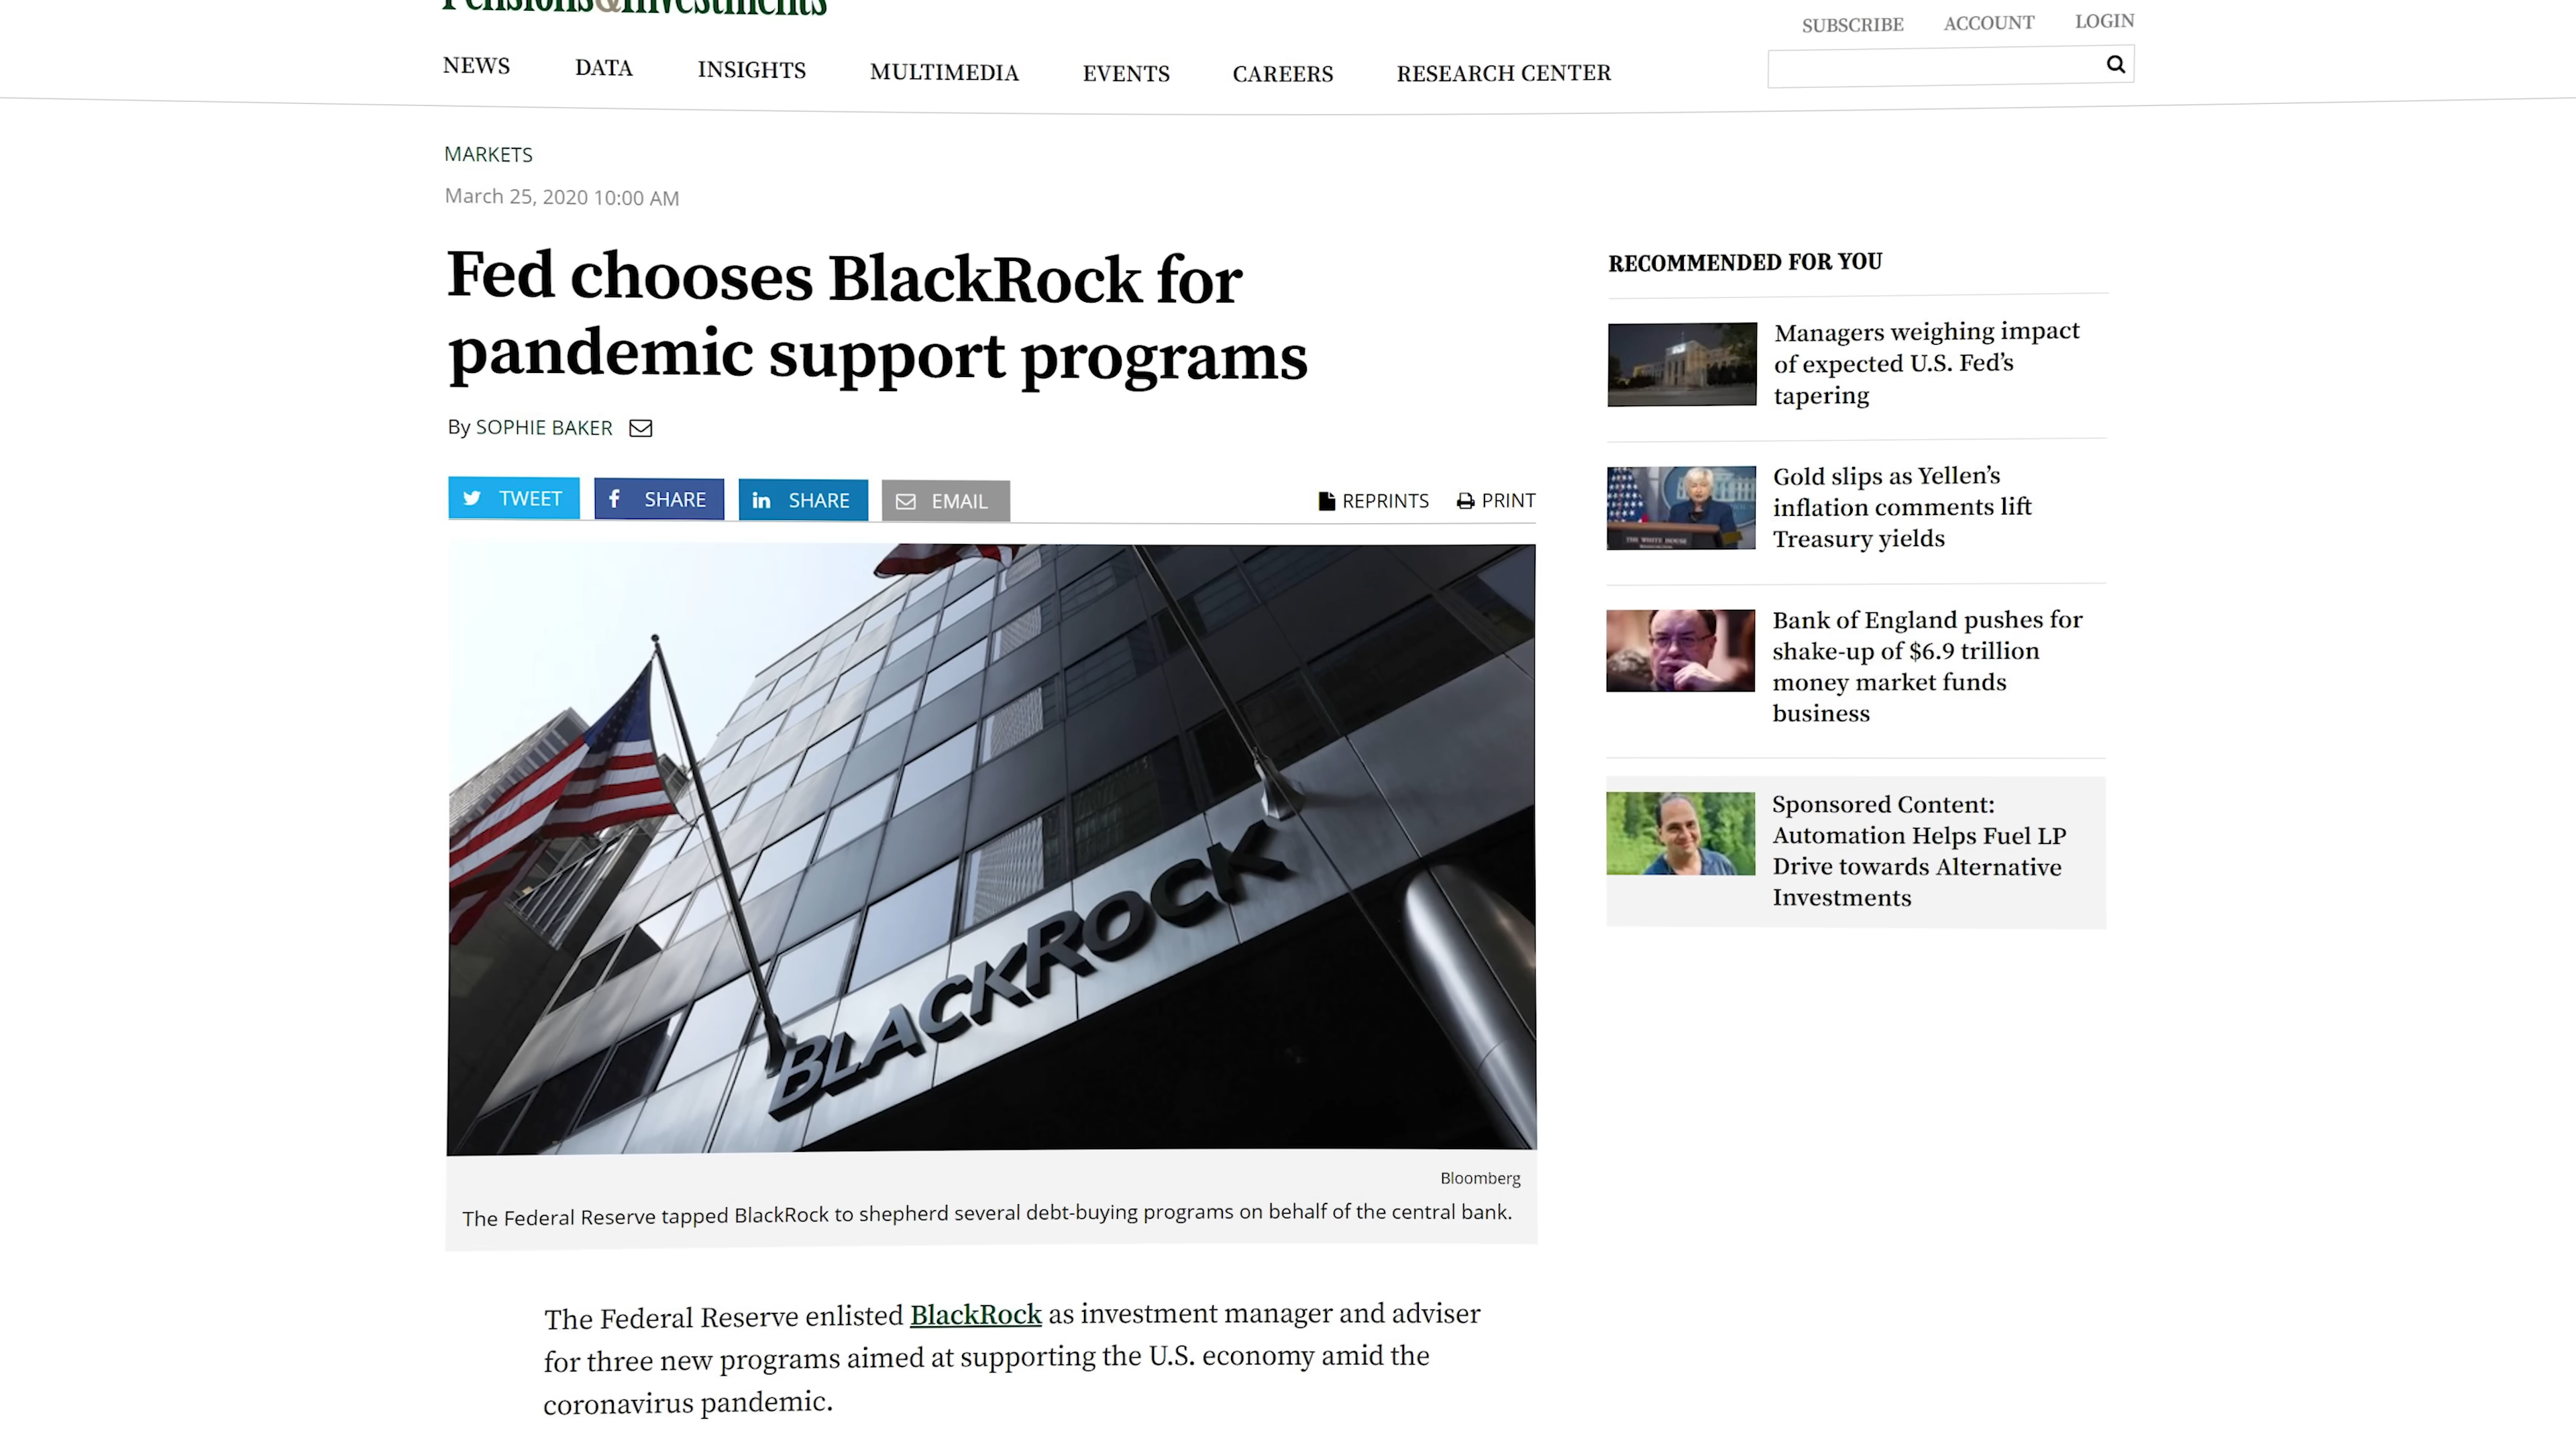 Pensions&Investments
SUBSCRIBE ACCOUNT LOGIN
NEWS DATA INSIGHTS MULTIMEDIA EVENTS CAREERS RESEARCH CENTER
MARKETS
March 25, 2020 10:00 AM
Fed chooses BlackRock for
pandemic support programs
By SOPHIE BAKER
TWEET SHARE SHARE EMAIL REPRINTS PRINT
BLACKROCK
Bloomberg
The Federal Reserve tapped BlackRock to shepherd several debt-buying programs on behalf of the central bank.
The Federal Reserve enlisted BlackRock as investment manager and adviser
for three new programs aimed at supporting the U.S. economy amid the
coronavirus pandemic.
RECOMMENDED FOR YOU
Managers weighing impact
of expected U.S. Fed's
tapering
Gold slips as Yellen's
inflation comments lift
Treasury yields
THE WHITE HOUSE
Bank of England pushes for
shake-up of $6.9 trillion
money market funds
business
Sponsored Content:
Automation Helps Fuel LP
Drive towards Alternative
Investments